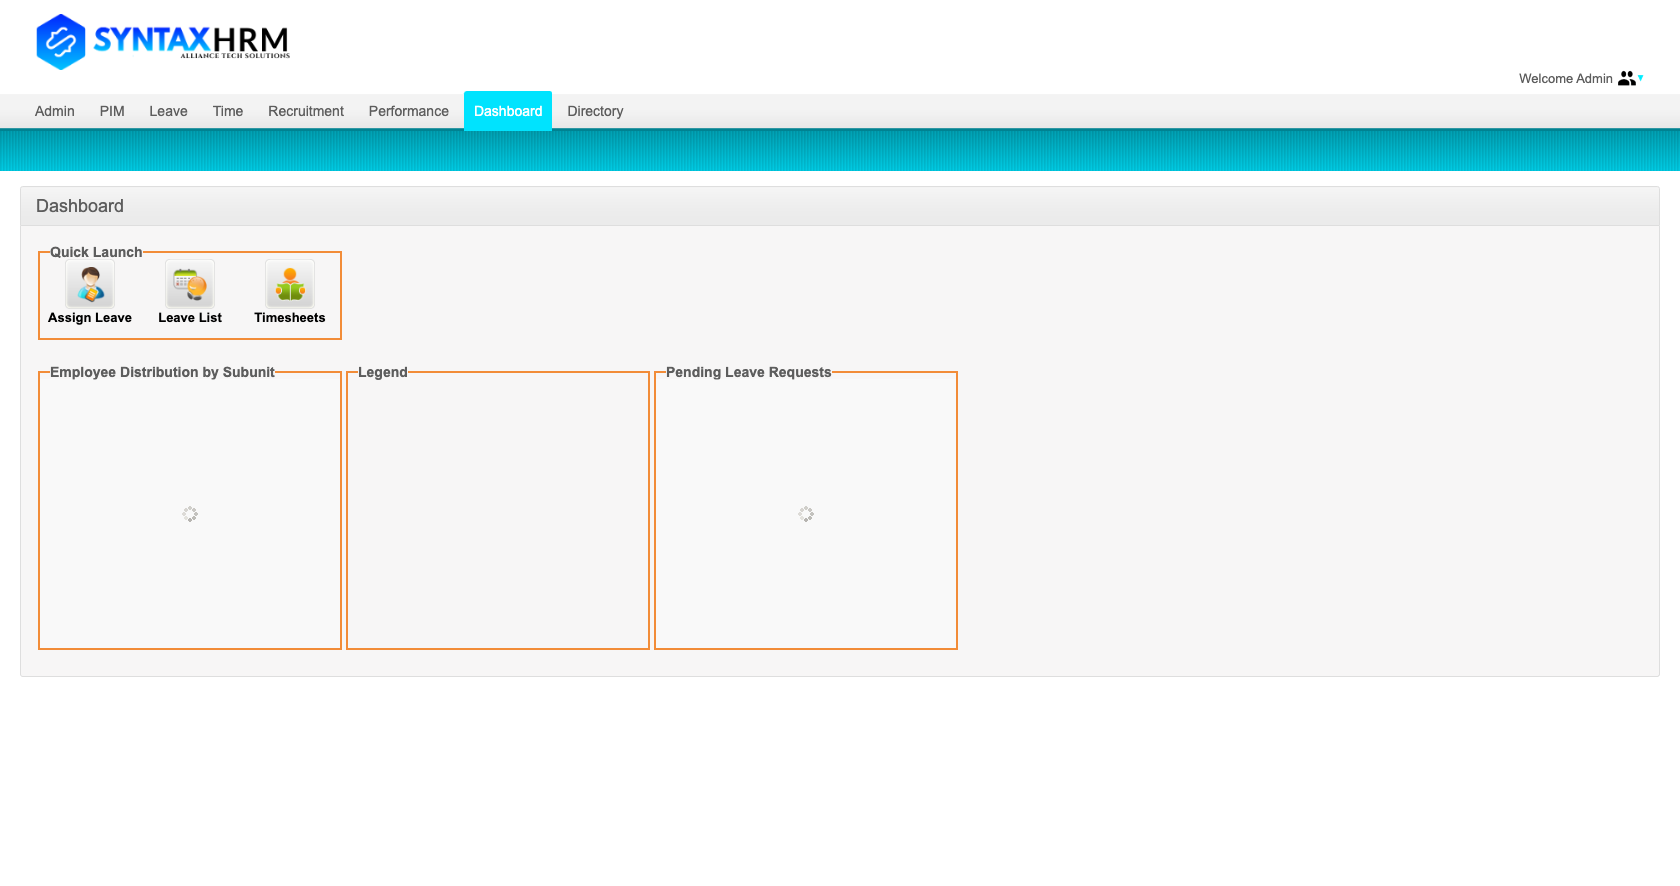 SYNTAXHRM
ALLIANCE TECH SOLUTIONS
Welcome Admin
Admin PIM Leave Time Recruitment Performance Dashboard Directory
Dashboard
Quick Launch
Assign Leave Leave List Timesheets
Employee Distribution by Subunit Legend Pending Leave Requests